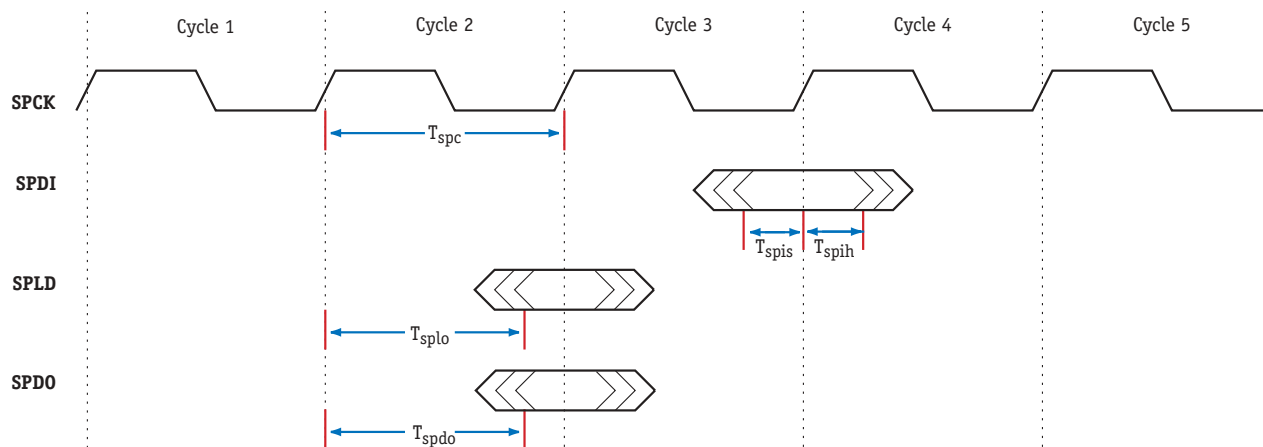 Cycle 1 Cycle 2 Cycle 3 Cycle 4 Cycle 5
SPCK
Tspc
SPDI
Tspis Tspih
SPLD
Tsplo
SPDO
Tspdo